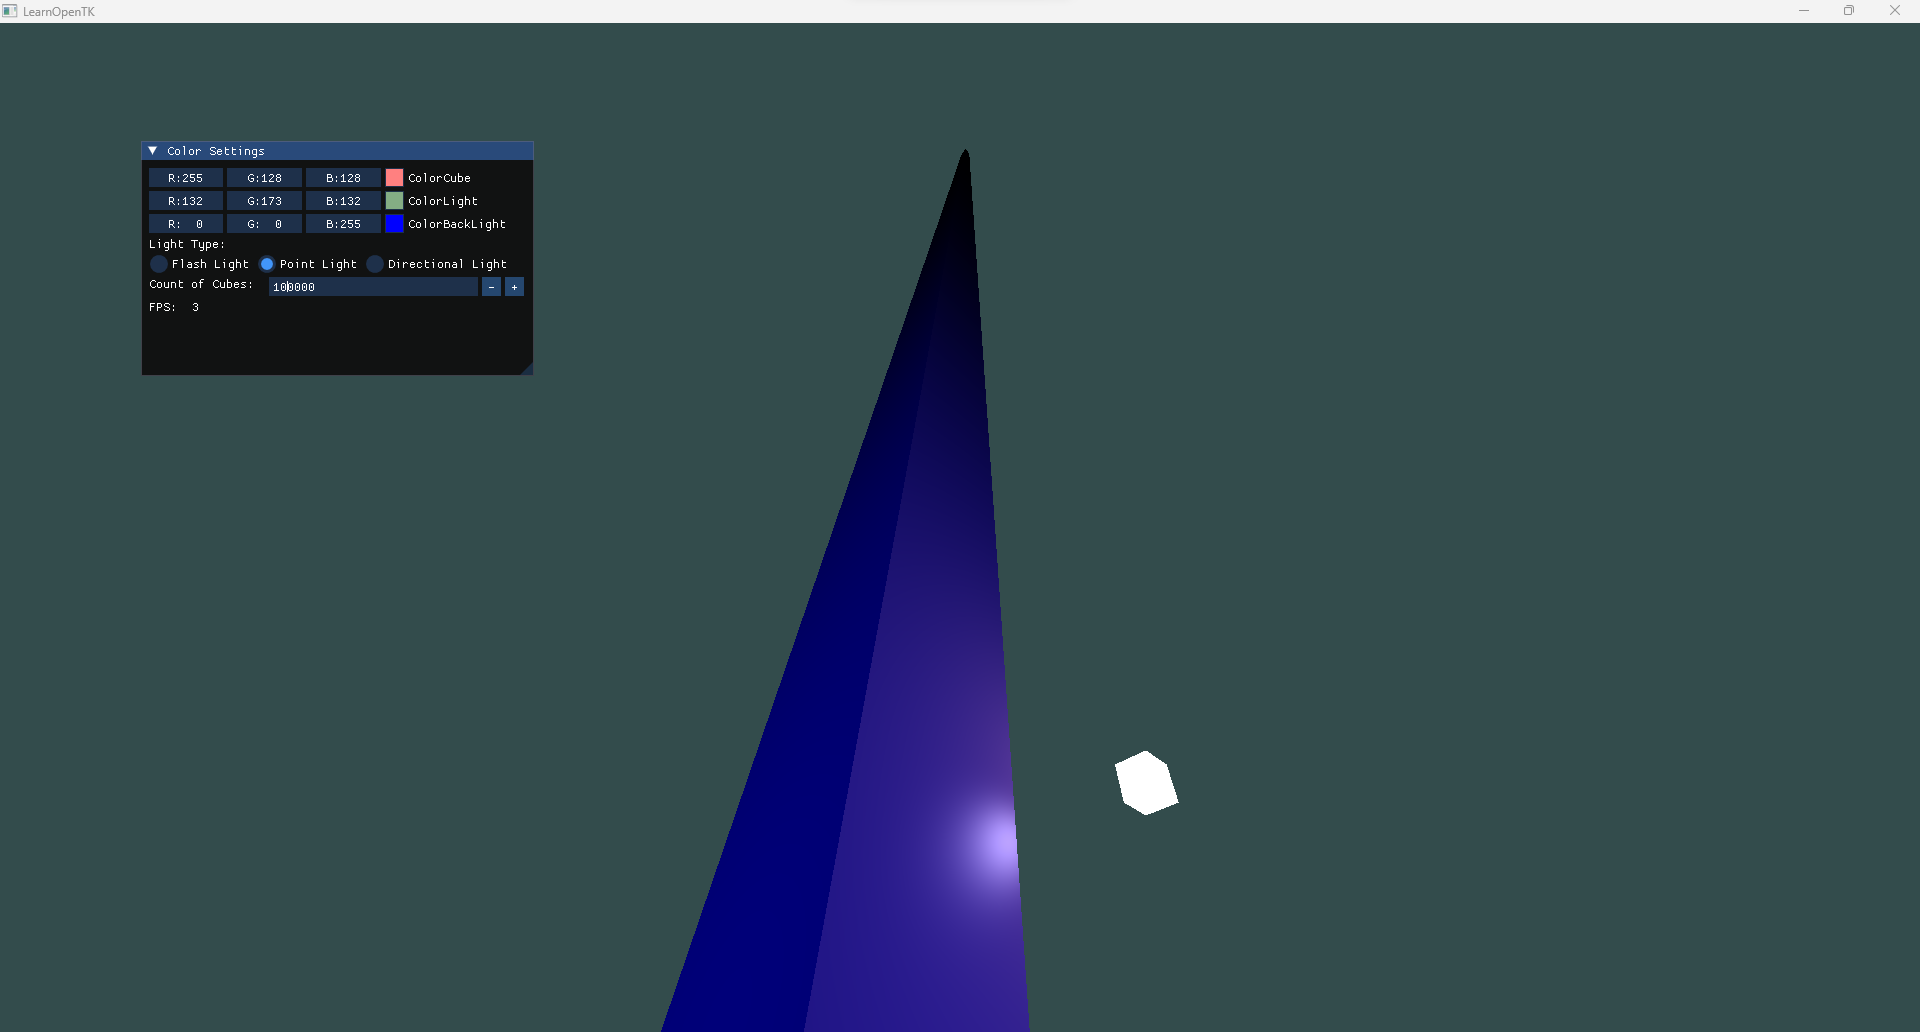 LearnOpenTK
Color Settings
R:255 G:128 B:128 ColorCube
R:132 G:173 B:132 ColorLight
R: 0 G: 0 B:255 ColorBackLight
Light Type:
Flash Light Point Light Directional Light
Count of Cubes: 100000 - +
FPS: 3